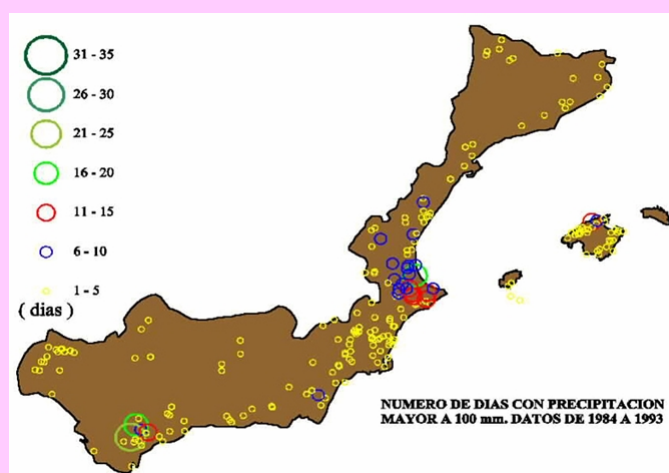 31 - 35
26 - 30
21 - 25
16 - 20
11 - 15
6 - 10
1 - 5
( dias )
NUMERO DE DIAS CON PRECIPITACION
MAYOR A 100 mm. DATOS DE 1984 A 1993